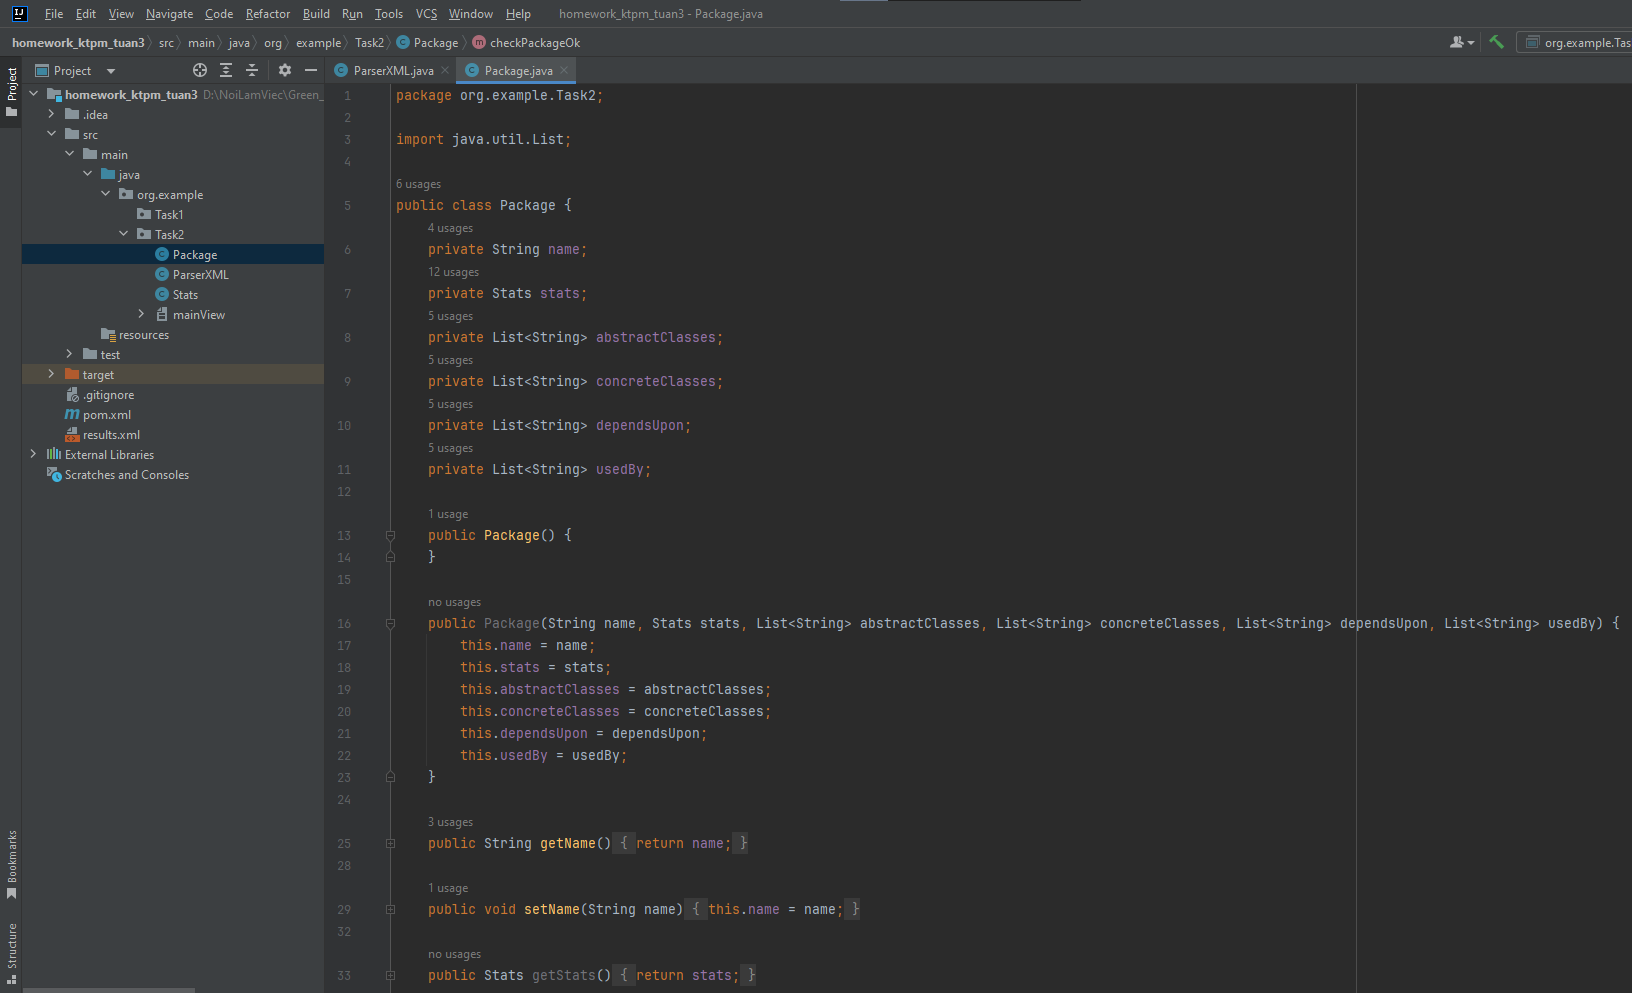 File Edit View Navigate Code Refactor Build Run Tools VCS Window Help homework_ktpm_tuan3 - Package.java
homework_ktpm_tuan3 src main java org example Task2 Package checkPackageOk org.example.Tas
Project
Project
ParserXML.java Package.java
homework_ktpm_tuan3 D:\NoiLamViec\Green_
.idea
src
main
java
org.example
Task1
Task2
Package
ParserXML
Stats
mainView
resources
test
target
.gitignore
pom.xml
results.xml
External Libraries
Scratches and Consoles
Bookmarks
Structure
1 package org.example.Task2;
2
3 import java.util.List;
4
6 usages
5 public class Package {
4 usages
6 private String name;
12 usages
7 private Stats stats;
5 usages
8 private List<String> abstractClasses;
5 usages
9 private List<String> concreteClasses;
5 usages
10 private List<String> dependsUpon;
5 usages
11 private List<String> usedBy;
12
1 usage
13 public Package() {
14 }
15
no usages
16 public Package(String name, Stats stats, List<String> abstractClasses, List<String> concreteClasses, List<String> dependsUpon, List<String> usedBy) {
17 this.name = name;
18 this.stats = stats;
19 this.abstractClasses = abstractClasses;
20 this.concreteClasses = concreteClasses;
21 this.dependsUpon = dependsUpon;
22 this.usedBy = usedBy;
23 }
24
3 usages
25 public String getName() { return name; }
28
1 usage
29 public void setName(String name) { this.name = name; }
32
no usages
33 public Stats getStats() { return stats; }